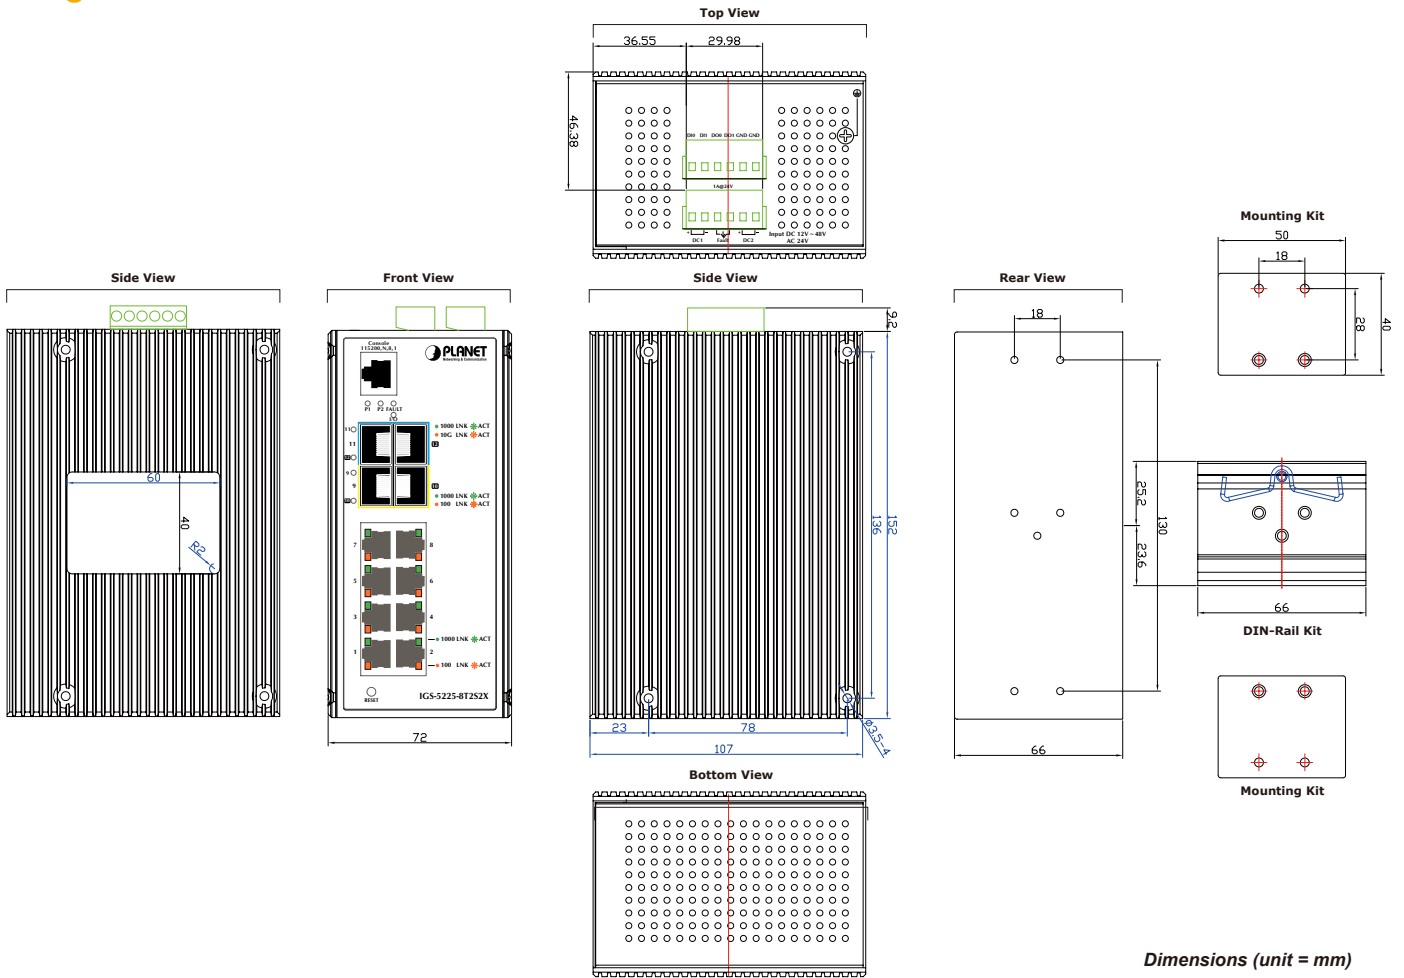 Top View
36.55
29.98
46.38
DI0 DI1 DO0 DO1 GND GND
1A@24V
DC1 Fault DC2
Input DC 12V ~ 48V
AC 24V
Mounting Kit
50
18
28
40
Side View
Front View
Side View
Rear View
60
40
R2
Console
115200,N,8,1
PLANET
Networking & Communication
P1 P2 FAULT
I/O
11
11
12
1000 LNK ACT
10G LNK ACT
9
9
10
1000 LNK ACT
100 LNK ACT
7 8
5 6
3 4
1 2
1000 LNK ACT
100 LNK ACT
RESET
IGS-5225-8T2S2X
72
9.2
136
152
23
78
ø3.5-4
107
18
130
66
25.2
23.6
66
DIN-Rail Kit
Mounting Kit
Bottom View
Dimensions (unit = mm)